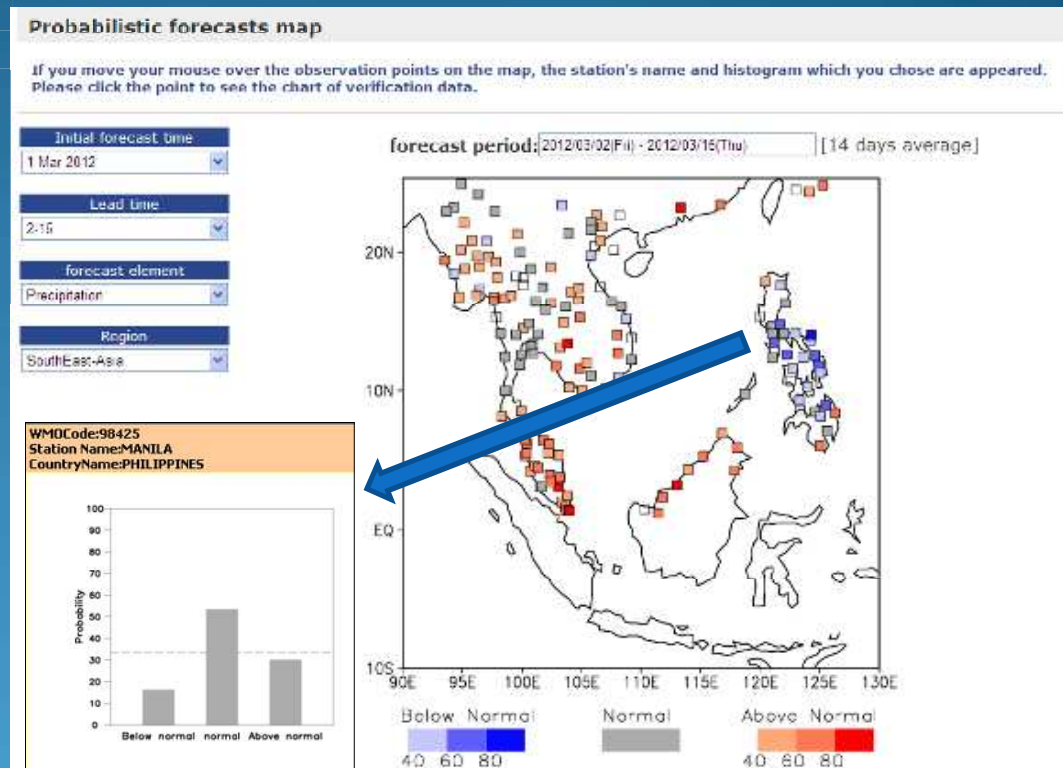 Probabilistic forecasts map
If you move your mouse over the observation points on the map, the station's name and histogram which you chose are appeared.
Please click the point to see the chart of verification data.
Initial forecast time
1 Mar 2012
Lead time
2-15
forecast element
Precipitation
Region
SouthEast-Asia
forecast period: 2012/03/02(Fri) - 2012/03/15(Thu) [14 days average]
20N
10N
EQ
10S
90E 95E 100E 105E 110E 115E 120E 125E 130E
Below Normal Normal Above Normal
40 60 80 40 60 80
WMOCode:98425
Station Name:MANILA
CountryName:PHILIPPINES
Probability
100
90
80
70
60
50
40
30
20
10
0
Below normal normal Above normal